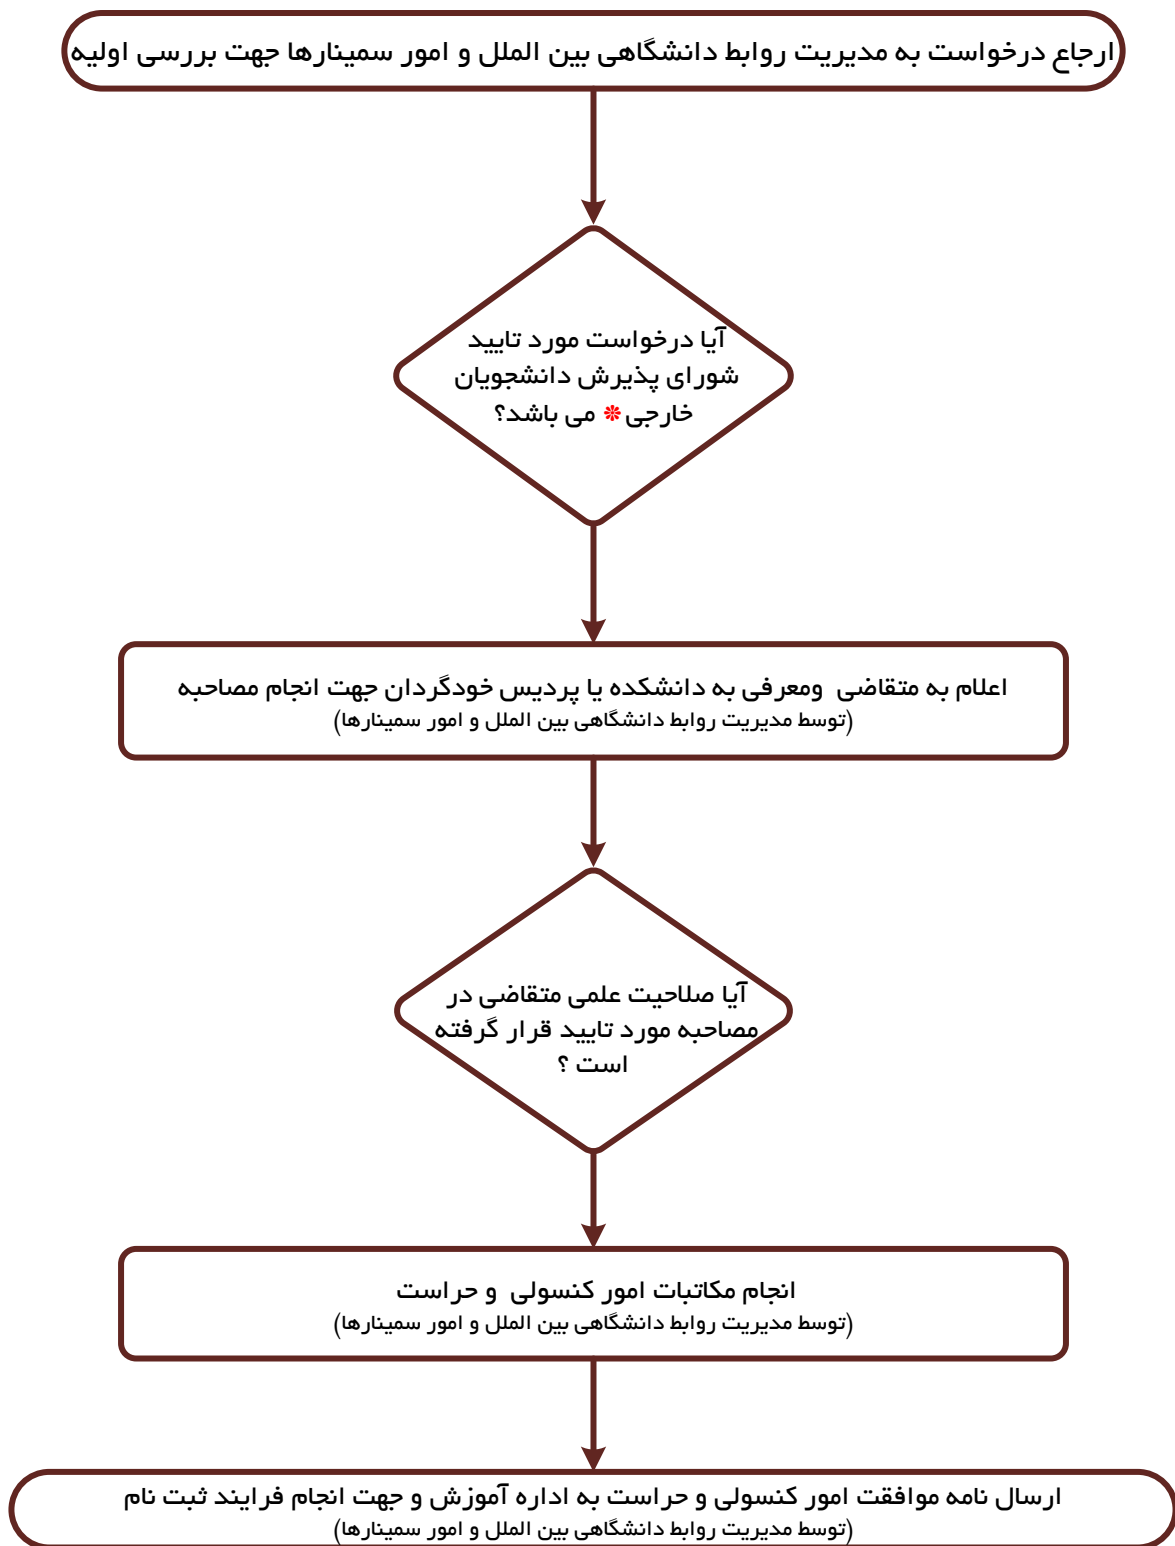 ارجاع درخواست به مدیریت روابط دانشگاهی بین الملل و امور سمینارها جهت بررسی اولیه
آیا درخواست مورد تایید
شورای پذیرش دانشجویان
خارجی* می باشد؟
اعلام به متقاضی ومعرفی به دانشکده یا پردیس خودگردان جهت انجام مصاحبه
(توسط مدیریت روابط دانشگاهی بین الملل و امور سمینارها)
آیا صلاحیت علمی متقاضی در
مصاحبه مورد تایید قرار گرفته
است ؟
انجام مکاتبات امور کنسولی و حراست
(توسط مدیریت روابط دانشگاهی بین الملل و امور سمینارها)
ارسال نامه موافقت امور کنسولی و حراست به اداره آموزش و جهت انجام فرایند ثبت نام
(توسط مدیریت روابط دانشگاهی بین الملل و امور سمینارها)